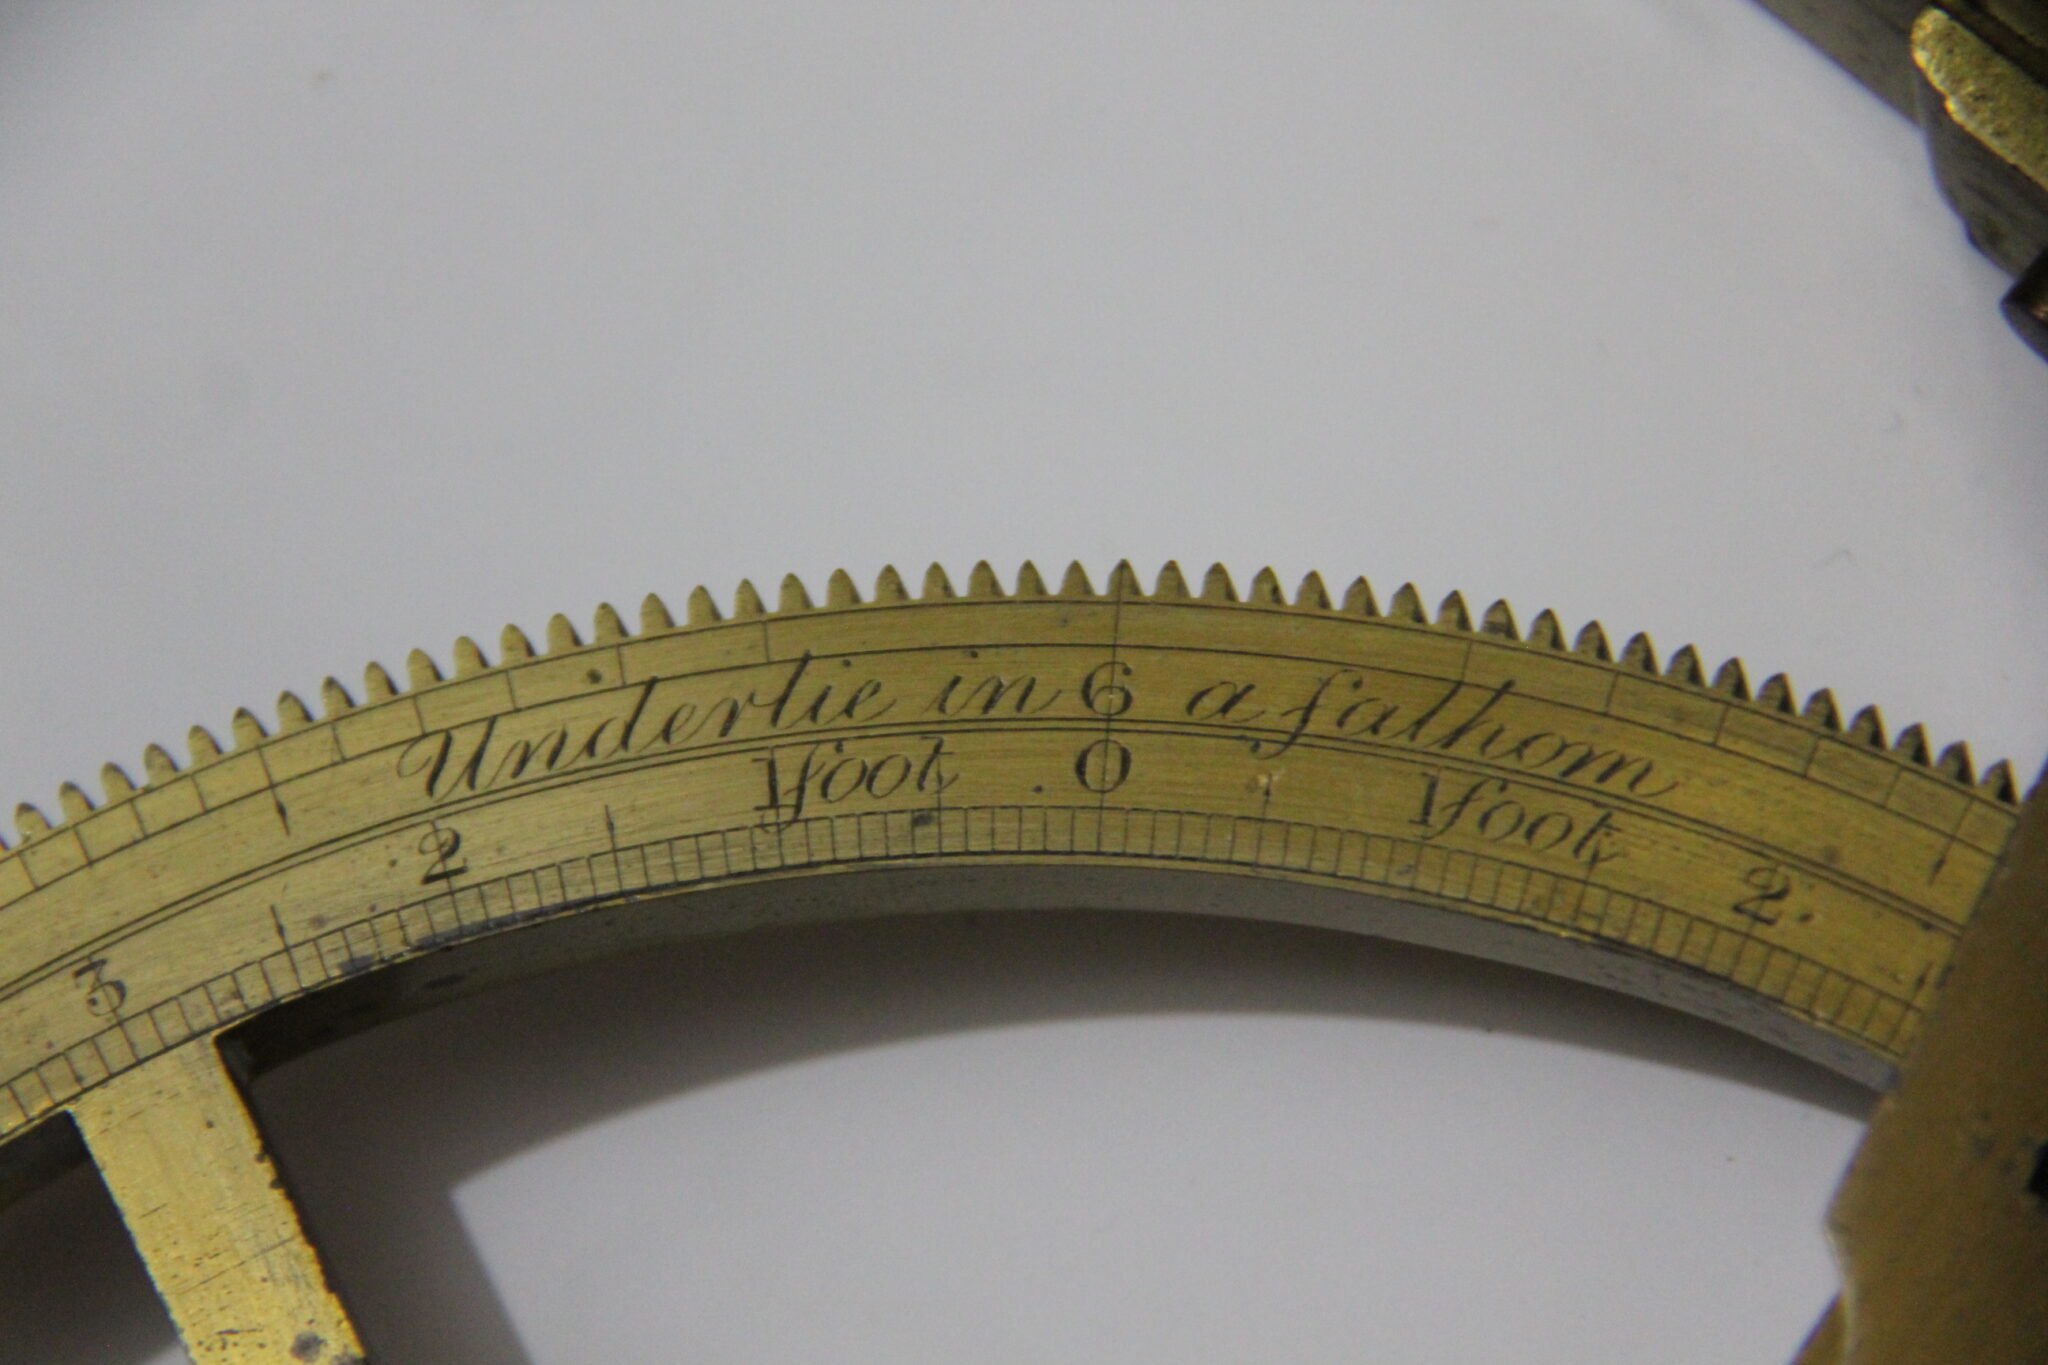 Underlie in 6 a fathom
3 2 1foot 0 1foot 2